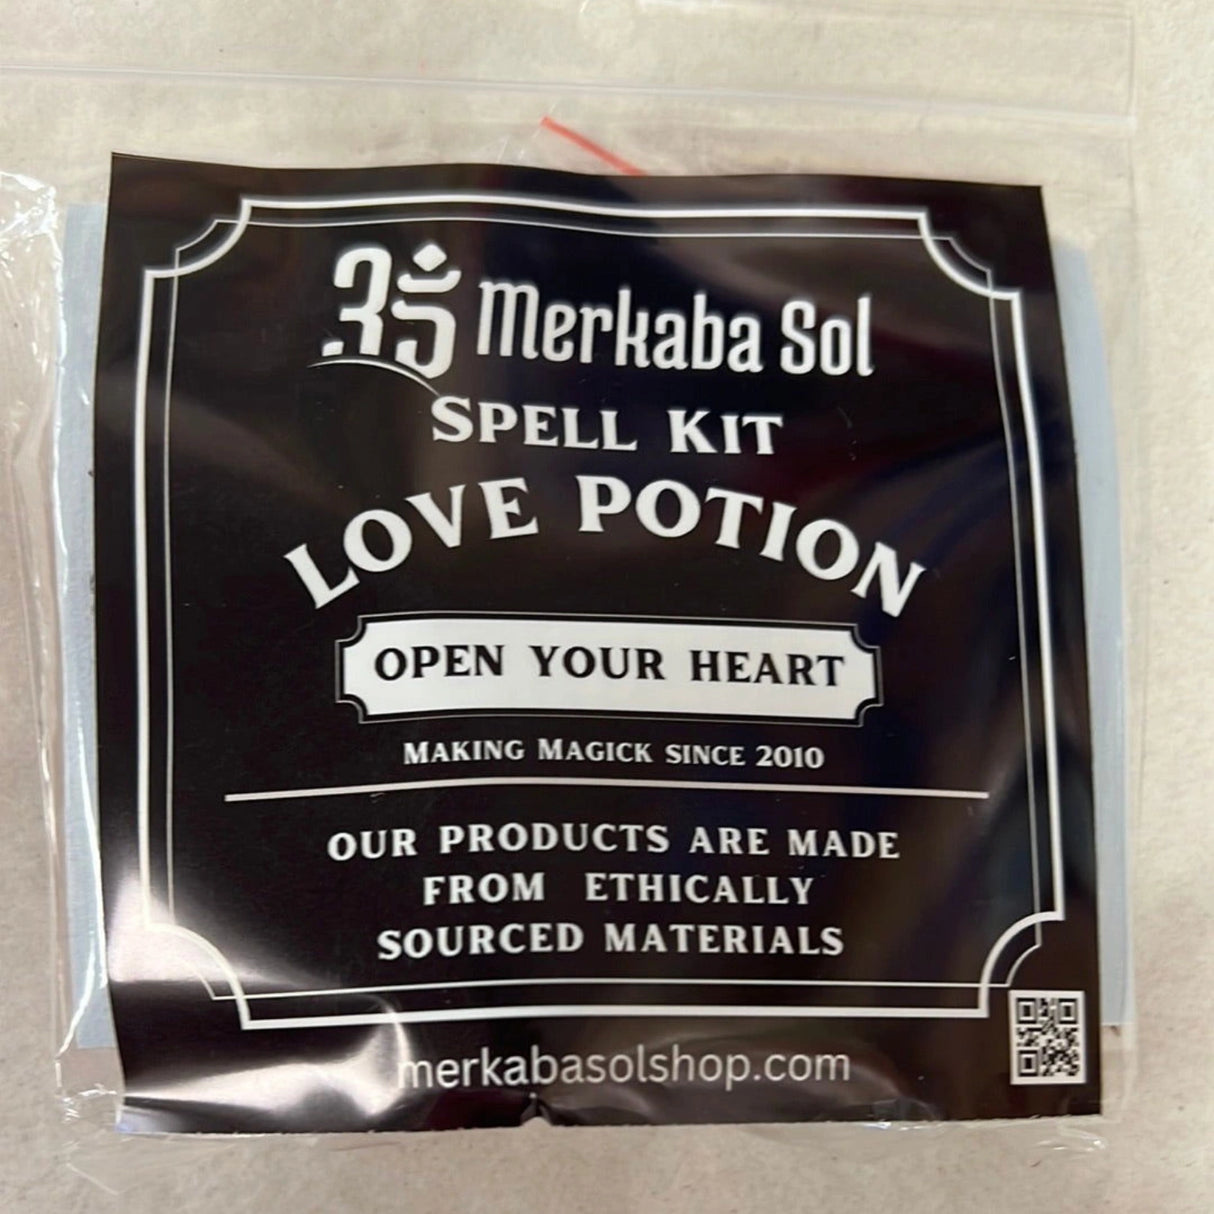 Merkaba Sol
SPELL KIT
LOVE POTION
OPEN YOUR HEART
MAKING MAGICK SINCE 2010
OUR PRODUCTS ARE MADE
FROM ETHICALLY
SOURCED MATERIALS
merkabasolshop.com